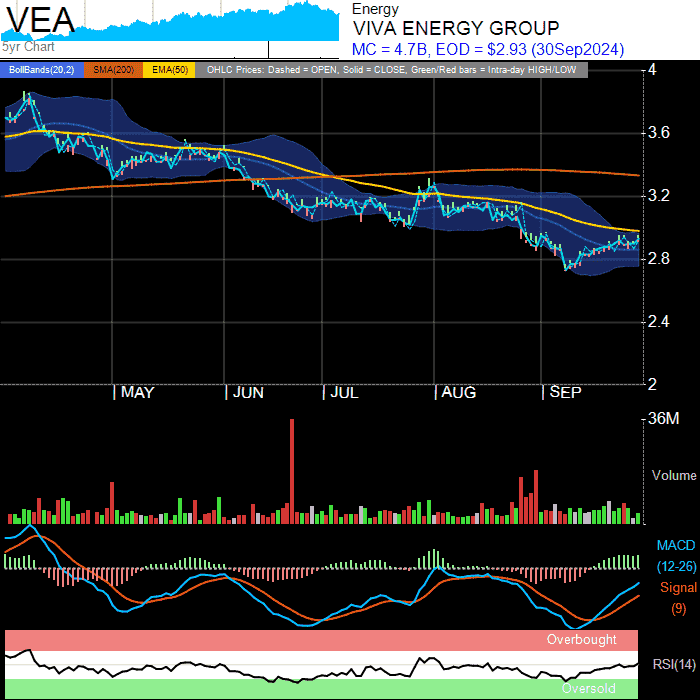 VEA
5yr Chart
Energy
VIVA ENERGY GROUP
MC = 4.7B, EOD = $2.93 (30Sep2024)
BollBands(20,2) SMA(200) EMA(50) OHLC Prices: Dashed = OPEN, Solid = CLOSE, Green/Red bars = Intra-day HIGH/LOW
4
3.6
3.2
2.8
2.4
2
MAY JUN JUL AUG SEP
36M
Volume
MACD
(12-26)
Signal
(9)
Overbought
RSI(14)
Oversold